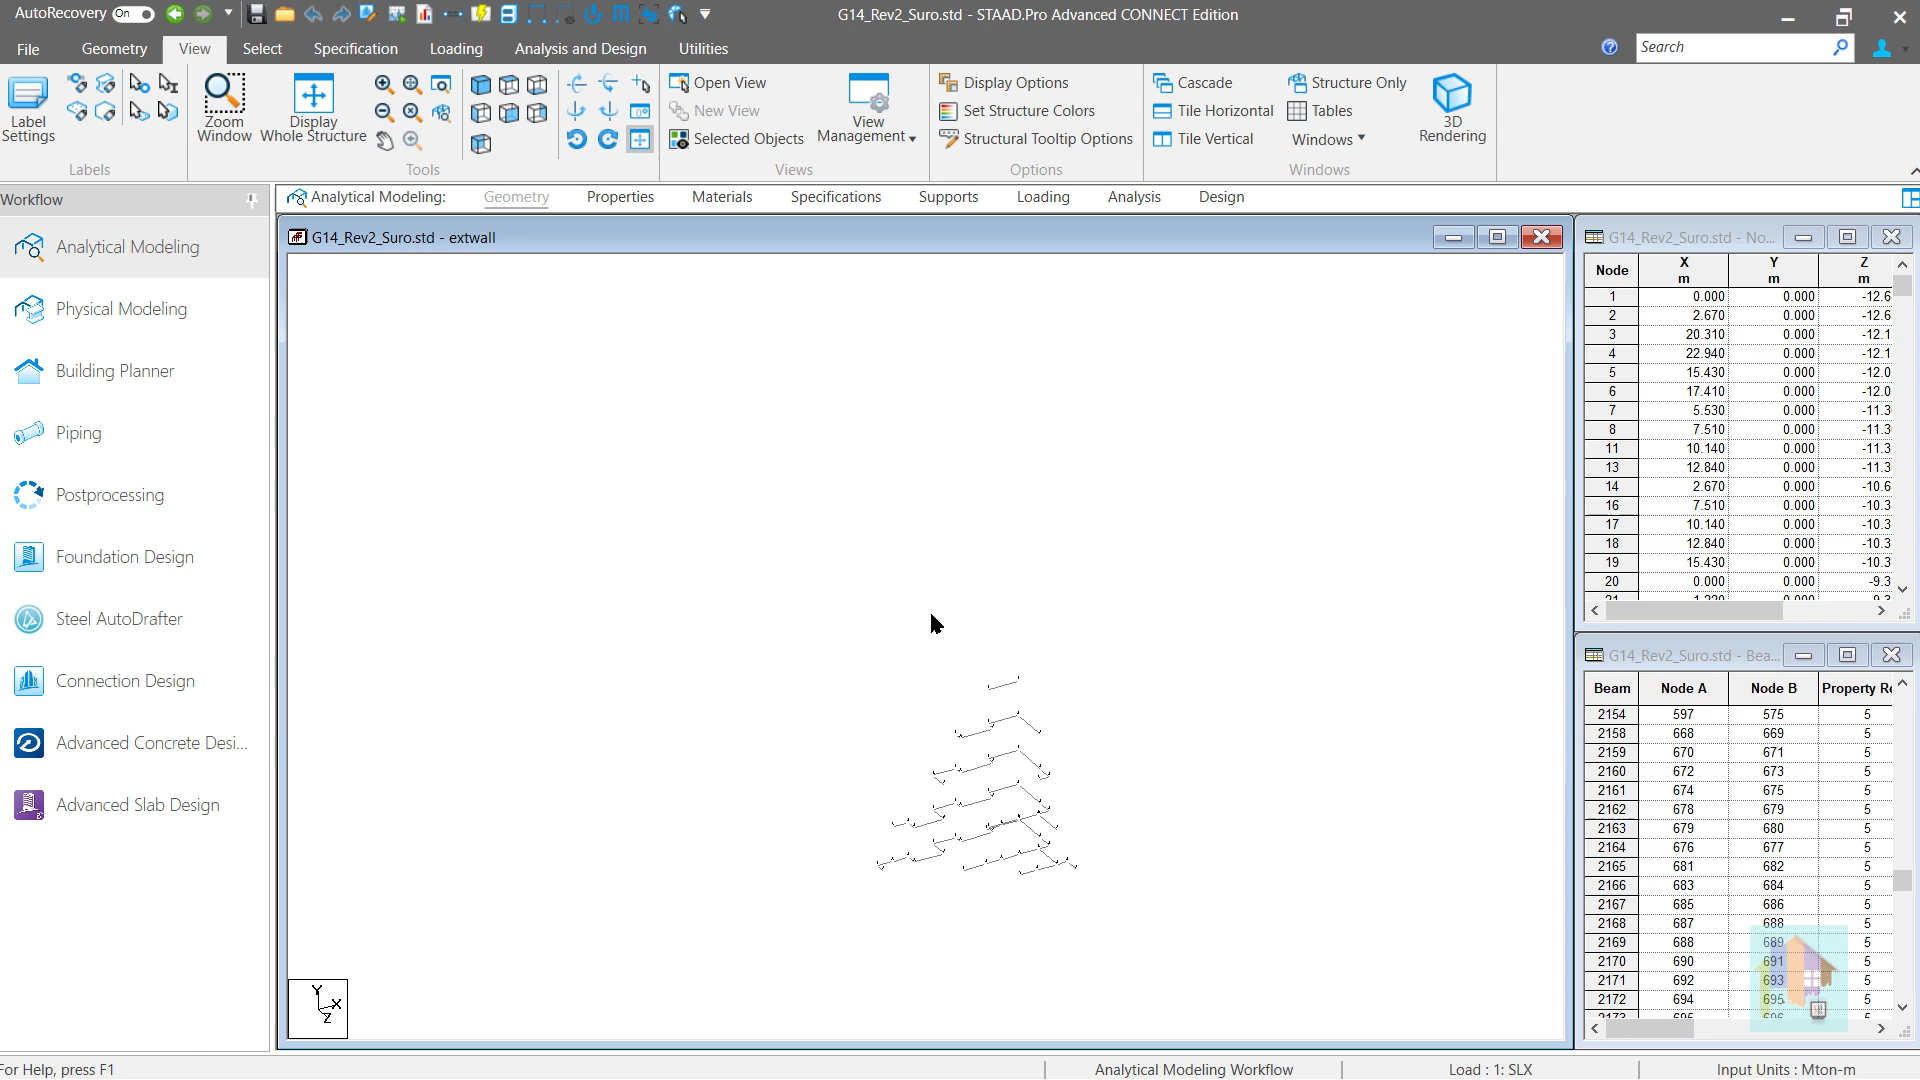 AutoRecovery On
G14_Rev2_Suro.std - STAAD.Pro Advanced CONNECT Edition
File Geometry View Select Specification Loading Analysis and Design Utilities
Search
Label Settings
Labels
Zoom Window
Display Whole Structure
Tools
Open View
New View
Selected Objects
View Management
Views
Display Options
Set Structure Colors
Structural Tooltip Options
Options
Cascade
Tile Horizontal
Tile Vertical
Structure Only
Tables
Windows
Windows
3D Rendering
Workflow
Analytical Modeling: Geometry Properties Materials Specifications Supports Loading Analysis Design
Analytical Modeling
Physical Modeling
Building Planner
Piping
Postprocessing
Foundation Design
Steel AutoDrafter
Connection Design
Advanced Concrete Desi...
Advanced Slab Design
G14_Rev2_Suro.std - extwall
Y
X
Z
G14_Rev2_Suro.std - No...
Node X m Y m Z m
1 0.000 0.000 -12.6
2 2.670 0.000 -12.6
3 20.310 0.000 -12.1
4 22.940 0.000 -12.1
5 15.430 0.000 -12.0
6 17.410 0.000 -12.0
7 5.530 0.000 -11.3
8 7.510 0.000 -11.3
11 10.140 0.000 -11.3
13 12.840 0.000 -11.3
14 2.670 0.000 -10.6
16 7.510 0.000 -10.3
17 10.140 0.000 -10.3
18 12.840 0.000 -10.3
19 15.430 0.000 -10.3
20 0.000 0.000 -9.3
21 1.220 0.000 -9.3
G14_Rev2_Suro.std - Bea...
Beam Node A Node B Property Re
2154 597 575 5
2158 668 669 5
2159 670 671 5
2160 672 673 5
2161 674 675 5
2162 678 679 5
2163 679 680 5
2164 676 677 5
2165 681 682 5
2166 683 684 5
2167 685 686 5
2168 687 688 5
2169 688 689 5
2170 690 691 5
2171 692 693 5
2172 694 695 5
2173 695 696
For Help, press F1
Analytical Modeling Workflow
Load : 1: SLX
Input Units : Mton-m